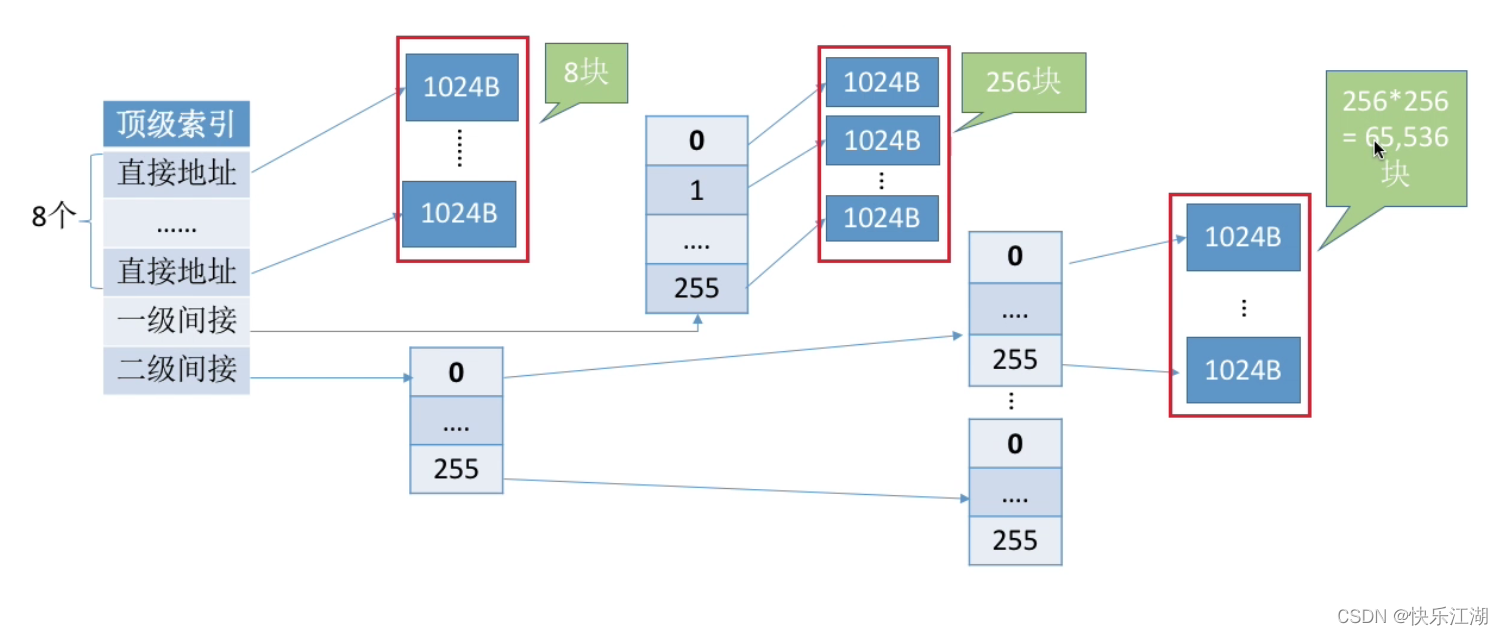 顶级索引
直接地址
......
直接地址
一级间接
二级间接
8个
1024B
1024B
8块
0
1
....
255
1024B
1024B
1024B
256块
0
....
255
0
....
255
0
....
255
1024B
1024B
256*256
= 65,536
块
CSDN @快乐江湖